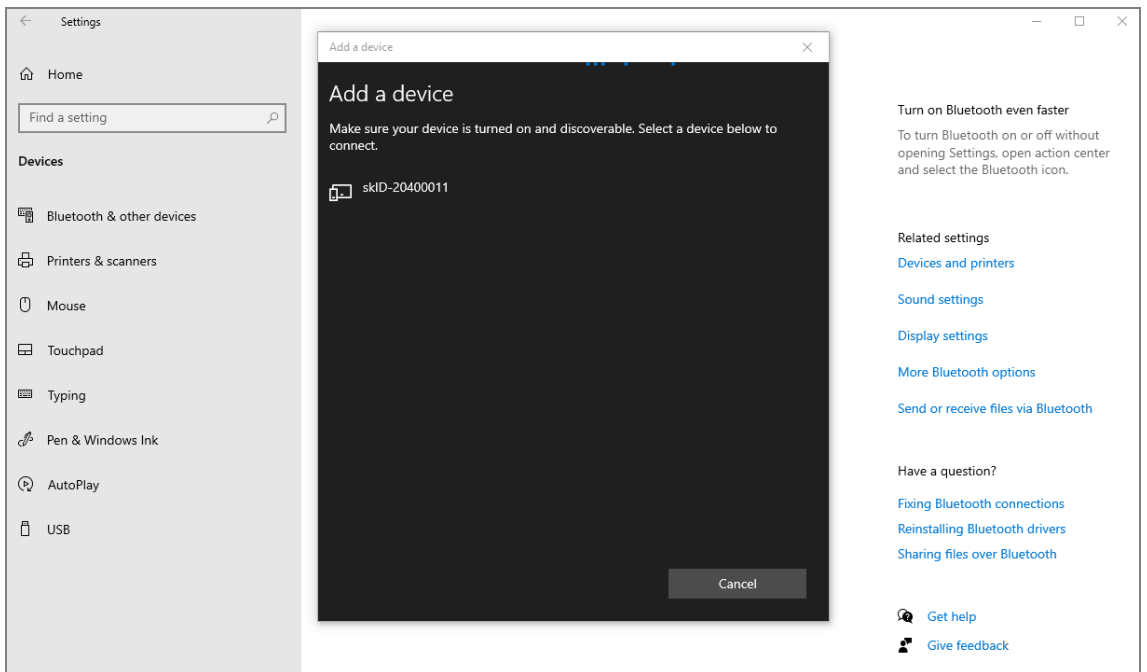 Settings
Home
Find a setting
Devices
Bluetooth & other devices
Printers & scanners
Mouse
Touchpad
Typing
Pen & Windows Ink
AutoPlay
USB
Add a device
Add a device
Make sure your device is turned on and discoverable. Select a device below to
connect.
skID-20400011
Cancel
Turn on Bluetooth even faster
To turn Bluetooth on or off without
opening Settings, open action center
and select the Bluetooth icon.
Related settings
Devices and printers
Sound settings
Display settings
More Bluetooth options
Send or receive files via Bluetooth
Have a question?
Fixing Bluetooth connections
Reinstalling Bluetooth drivers
Sharing files over Bluetooth
Get help
Give feedback